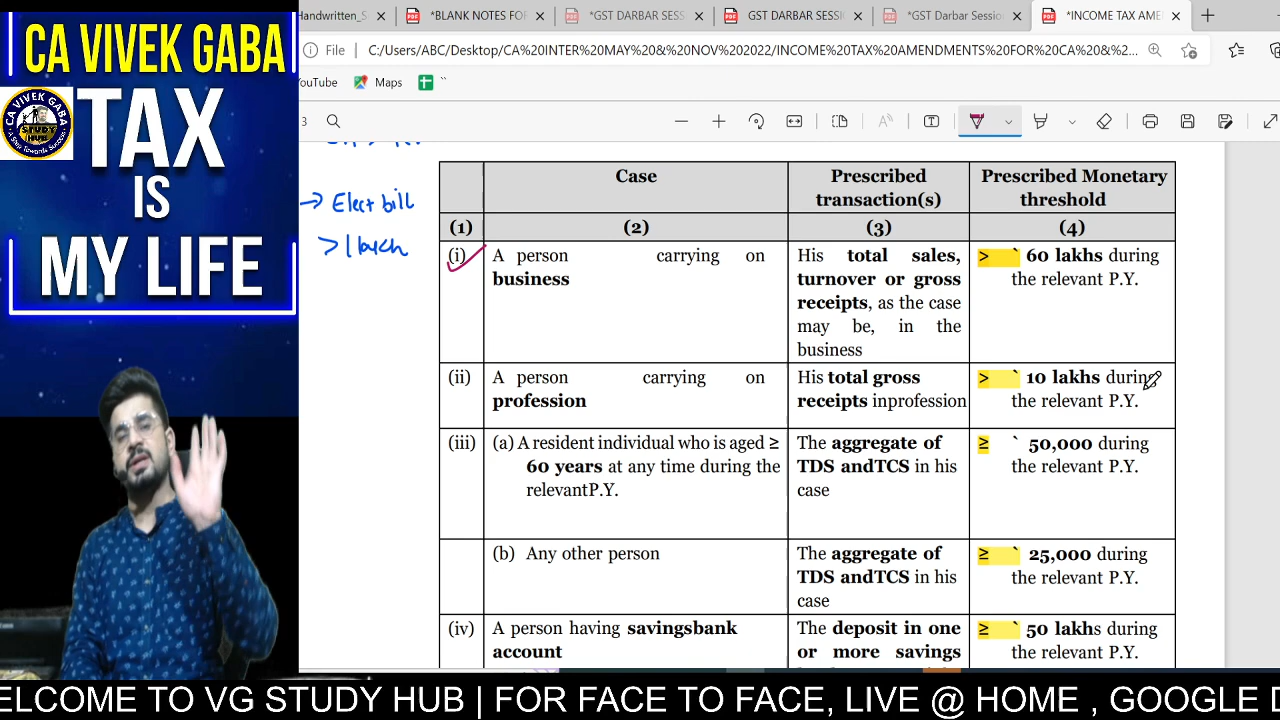 CA VIVEK GABA
TAX
IS
MY LIFE
CA VIVEK GABA
STUDY
HUB
A Step Towards Success
Handwritten_S
*BLANK NOTES FO
*GST DARBAR SESS
GST DARBAR SESS
*GST Darbar Sessi
*INCOME TAX AME
File
C:/Users/ABC/Desktop/CA%20INTER%20MAY%20&%20NOV%202022/INCOME%20TAX%20AMENDMENTS%20FOR%20CA%20&%2...
YouTube
Maps
``
3
→ Elect bill
> 1 lakh
Case
Prescribed transaction(s)
Prescribed Monetary threshold
(1)
(2)
(3)
(4)
(i)
A person carrying on
business
His total sales,
turnover or gross
receipts, as the case
may be, in the
business
> ` 60 lakhs during
the relevant P.Y.
(ii)
A person carrying on
profession
His total gross
receipts inprofession
> ` 10 lakhs during
the relevant P.Y.
(iii)
(a) A resident individual who is aged ≥
60 years at any time during the
relevantP.Y.
The aggregate of
TDS andTCS in his
case
≥ ` 50,000 during
the relevant P.Y.
(b) Any other person
The aggregate of
TDS andTCS in his
case
≥ ` 25,000 during
the relevant P.Y.
(iv)
A person having savingsbank
account
The deposit in one
or more savings
≥ ` 50 lakhs during
the relevant P.Y.
ELCOME TO VG STUDY HUB | FOR FACE TO FACE, LIVE @ HOME , GOOGLE D